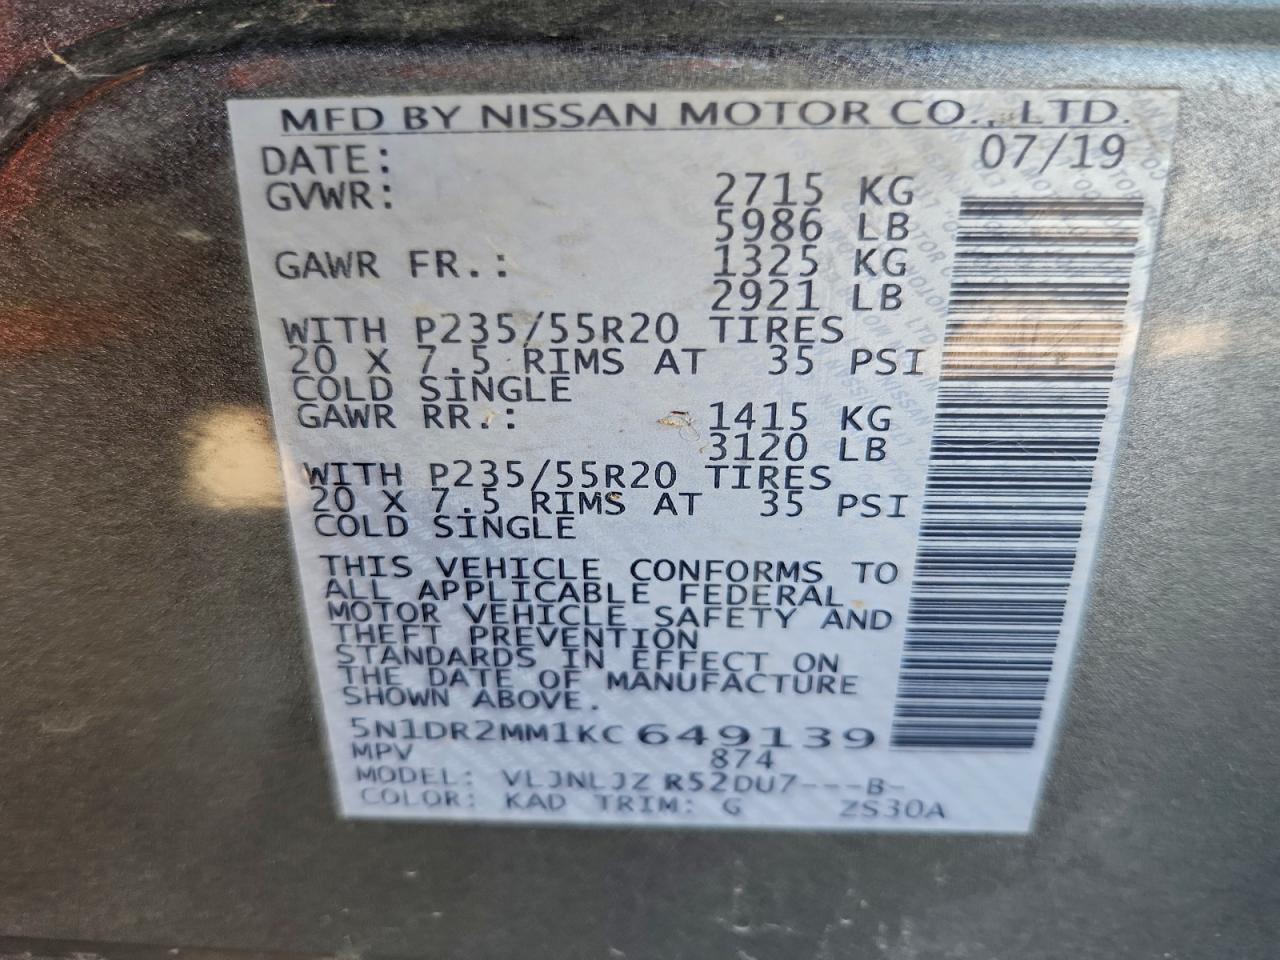 MFD BY NISSAN MOTOR CO., LTD.
DATE: 07/19
GVWR: 2715 KG
5986 LB
GAWR FR.: 1325 KG
2921 LB
WITH P235/55R20 TIRES
20 X 7.5 RIMS AT 35 PSI
COLD SINGLE
GAWR RR.: 1415 KG
3120 LB
WITH P235/55R20 TIRES
20 X 7.5 RIMS AT 35 PSI
COLD SINGLE
THIS VEHICLE CONFORMS TO
ALL APPLICABLE FEDERAL
MOTOR VEHICLE SAFETY AND
THEFT PREVENTION
STANDARDS IN EFFECT ON
THE DATE OF MANUFACTURE
SHOWN ABOVE.
5N1DR2MM1KC649139
MPV 874
MODEL: VLJNLJZ R52DU7---B-
COLOR: KAD TRIM: G ZS30A